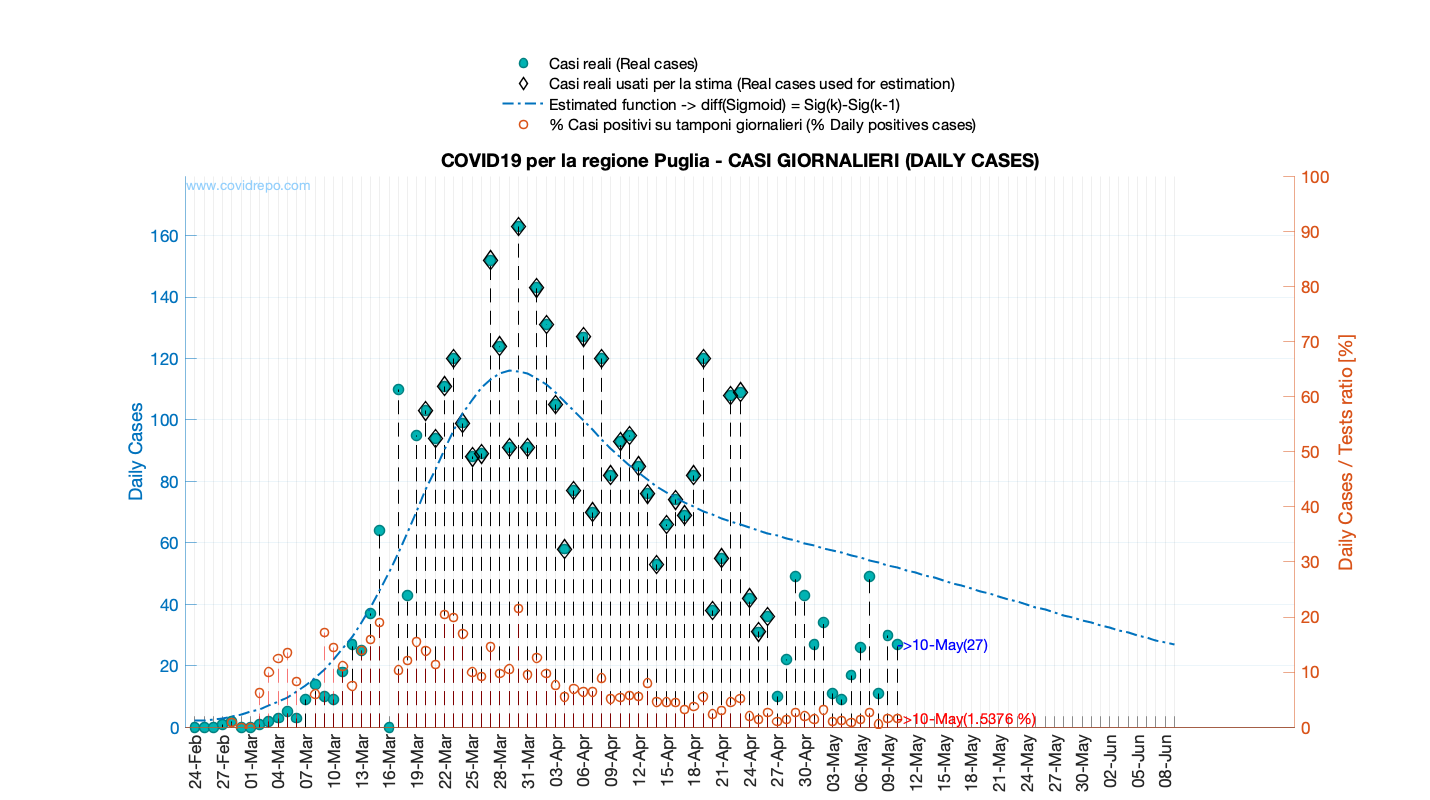 Casi reali (Real cases)
Casi reali usati per la stima (Real cases used for estimation)
Estimated function -> diff(Sigmoid) = Sig(k)-Sig(k-1)
% Casi positivi su tamponi giornalieri (% Daily positives cases)
COVID19 per la regione Puglia - CASI GIORNALIERI (DAILY CASES)
www.covidrepo.com
Daily Cases
160
140
120
100
80
60
40
20
0
100
90
80
70
60
50
40
30
20
10
0
Daily Cases / Tests ratio [%]
->10-May(27)
->10-May(1.5376 %)
24-Feb
27-Feb
01-Mar
04-Mar
07-Mar
10-Mar
13-Mar
16-Mar
19-Mar
22-Mar
25-Mar
28-Mar
31-Mar
03-Apr
06-Apr
09-Apr
12-Apr
15-Apr
18-Apr
21-Apr
24-Apr
27-Apr
30-Apr
03-May
06-May
09-May
12-May
15-May
18-May
21-May
24-May
27-May
30-May
02-Jun
05-Jun
08-Jun